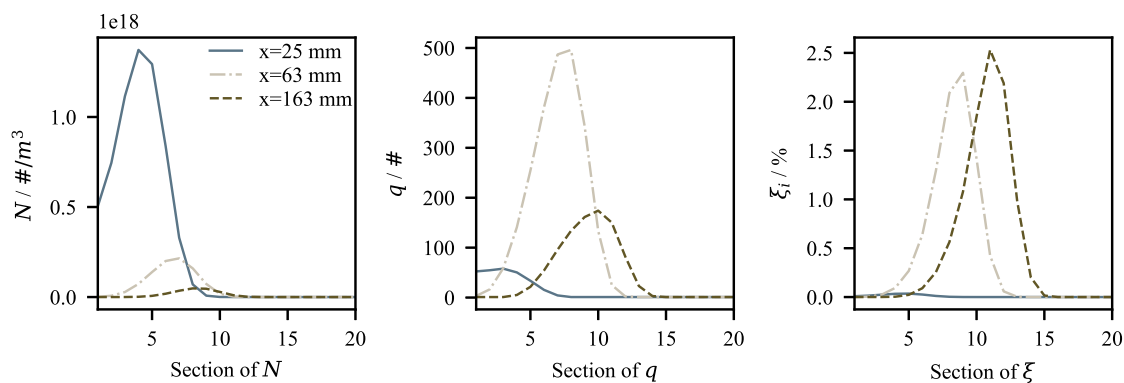 1e18
N / #/m³
1.0
0.5
0.0
5
10
15
20
Section of N
x=25 mm
x=63 mm
x=163 mm
q / #
500
400
300
200
100
0
5
10
15
20
Section of q
ξᵢ / %
2.5
2.0
1.5
1.0
0.5
0.0
5
10
15
20
Section of ξ